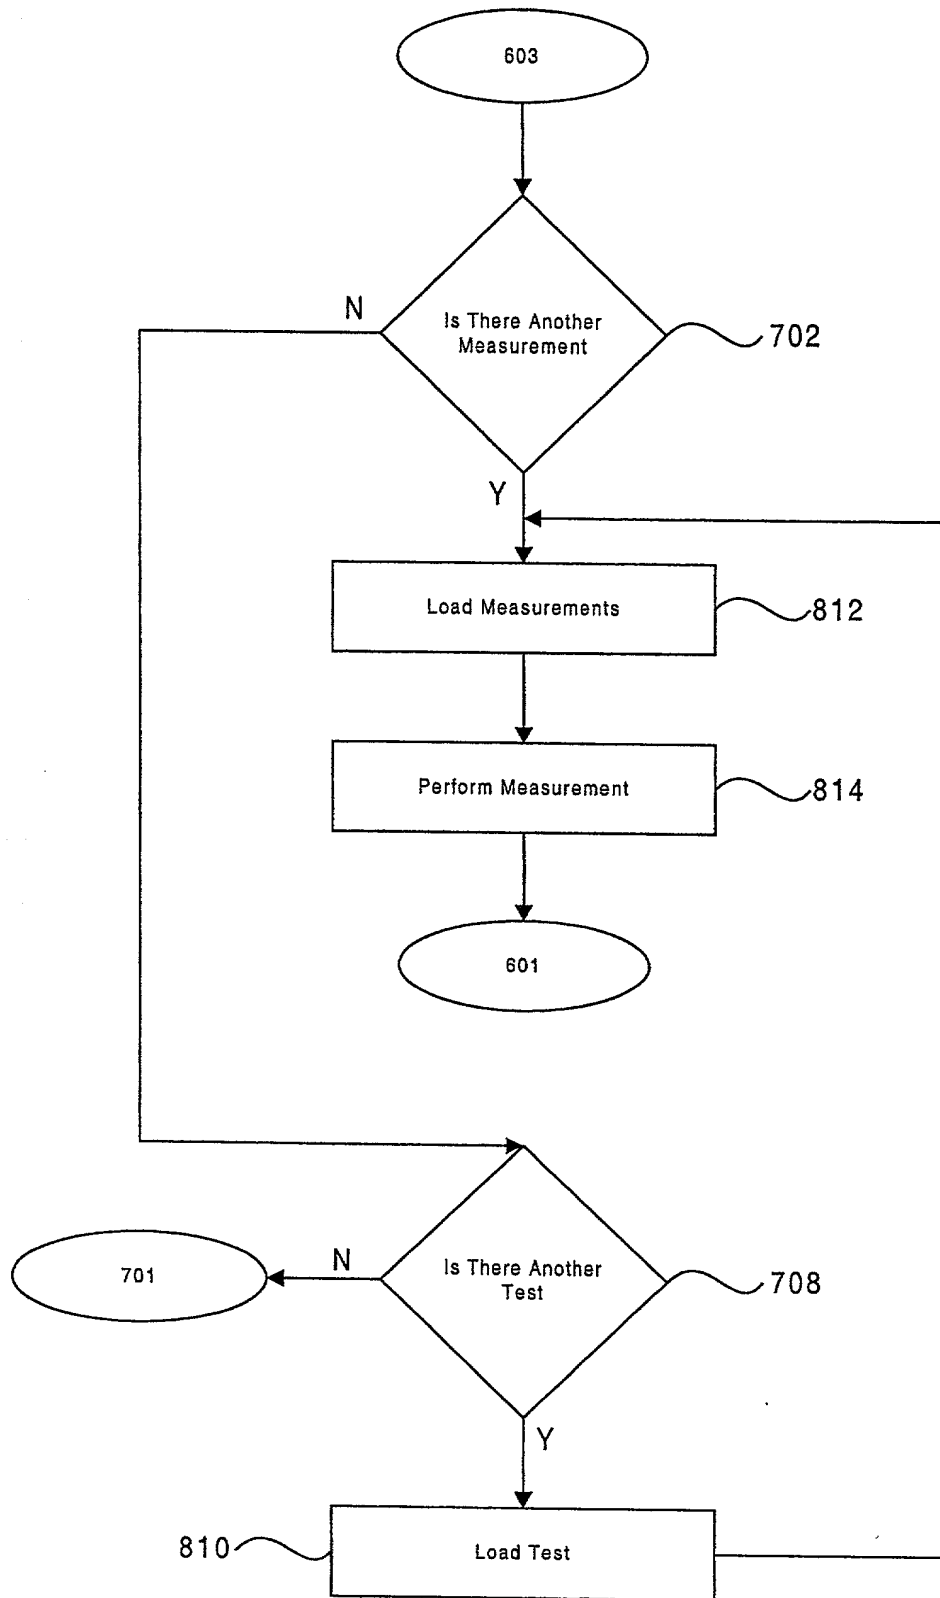 603
N
Is There Another
Measurement
702
Y
Load Measurements
812
Perform Measurement
814
601
701
N
Is There Another
Test
708
Y
810
Load Test